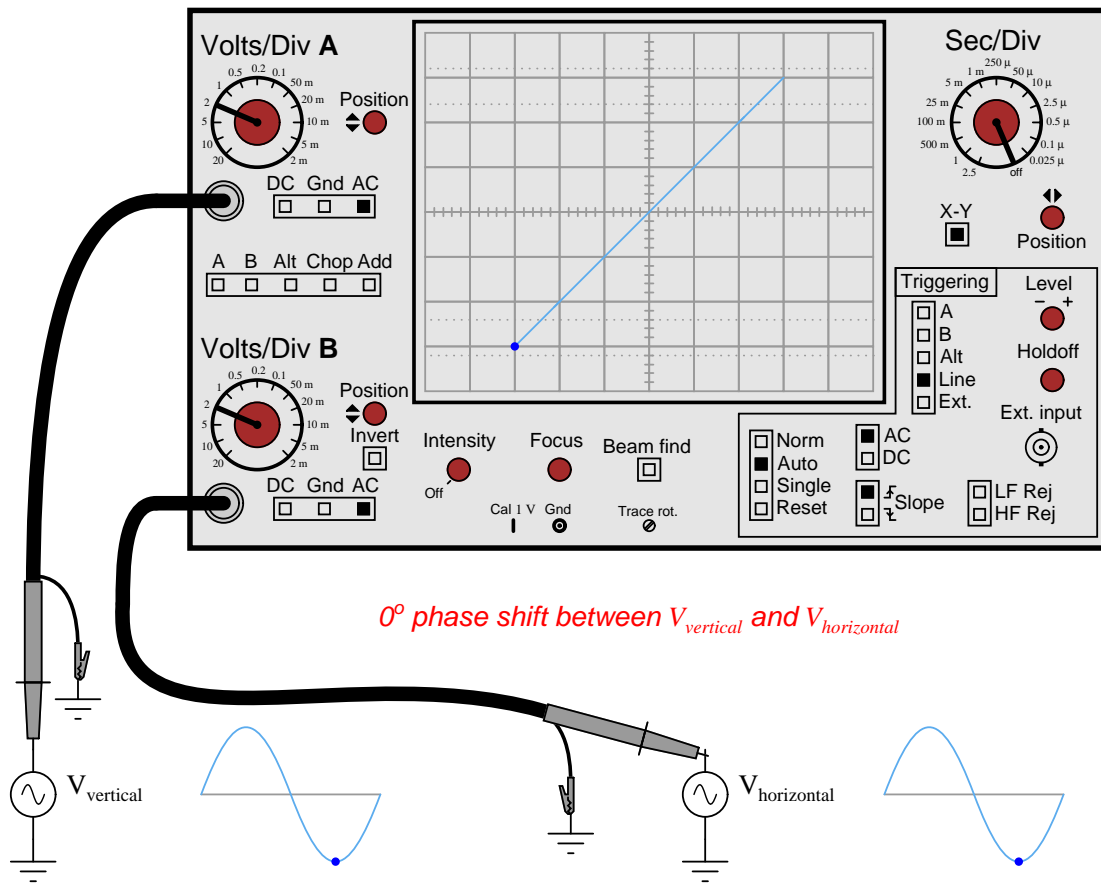 Volts/Div A
20
10
5
2
1
0.5
0.2
0.1
50 m
20 m
10 m
5 m
2 m
Position
DC Gnd AC
A B Alt Chop Add
Volts/Div B
20
10
5
2
1
0.5
0.2
0.1
50 m
20 m
10 m
5 m
2 m
Position
Invert
DC Gnd AC
Intensity
Off
Focus
Beam find
Cal 1 V Gnd
Trace rot.
Sec/Div
2.5
1
500 m
100 m
25 m
5 m
1 m
250 μ
50 μ
10 μ
2.5 μ
0.5 μ
0.1 μ
0.025 μ
off
X-Y
Position
Triggering
A
B
Alt
Line
Ext.
Level
− +
Holdoff
Ext. input
Norm
Auto
Single
Reset
AC
DC
Slope
LF Rej
HF Rej
0° phase shift between Vvertical and Vhorizontal
Vvertical
Vhorizontal